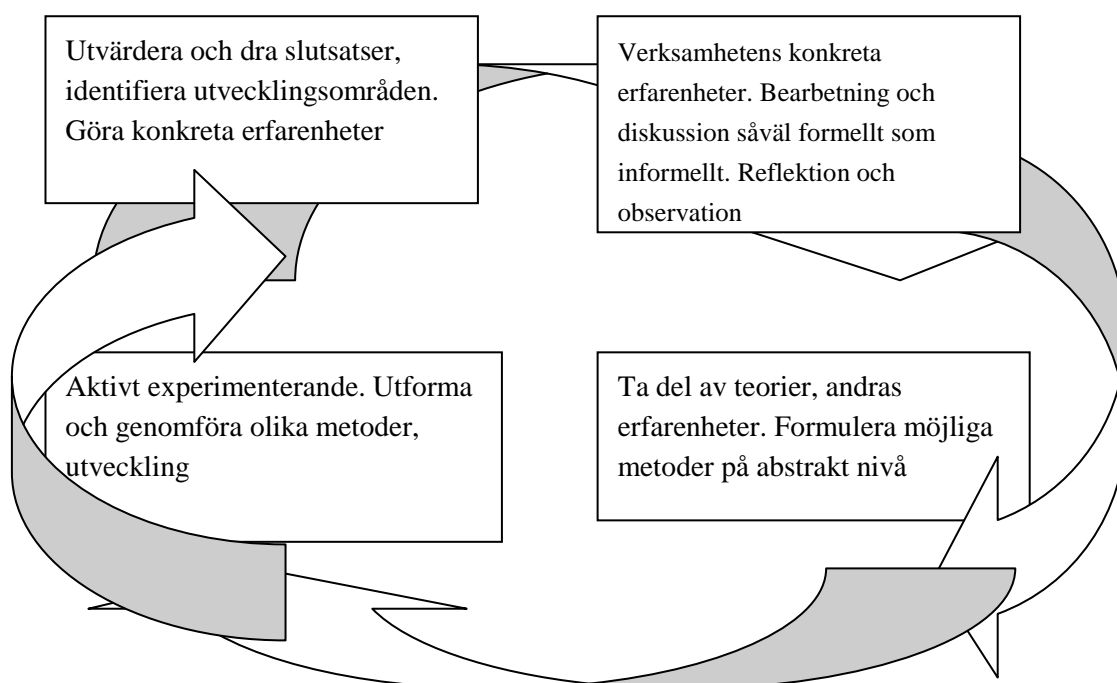 Utvärdera och dra slutsatser,
identifiera utvecklingsområden.
Göra konkreta erfarenheter
Verksamhetens konkreta
erfarenheter. Bearbetning och
diskussion såväl formellt som
informellt. Reflektion och
observation
Aktivt experimenterande. Utforma
och genomföra olika metoder,
utveckling
Ta del av teorier, andras
erfarenheter. Formulera möjliga
metoder på abstrakt nivå